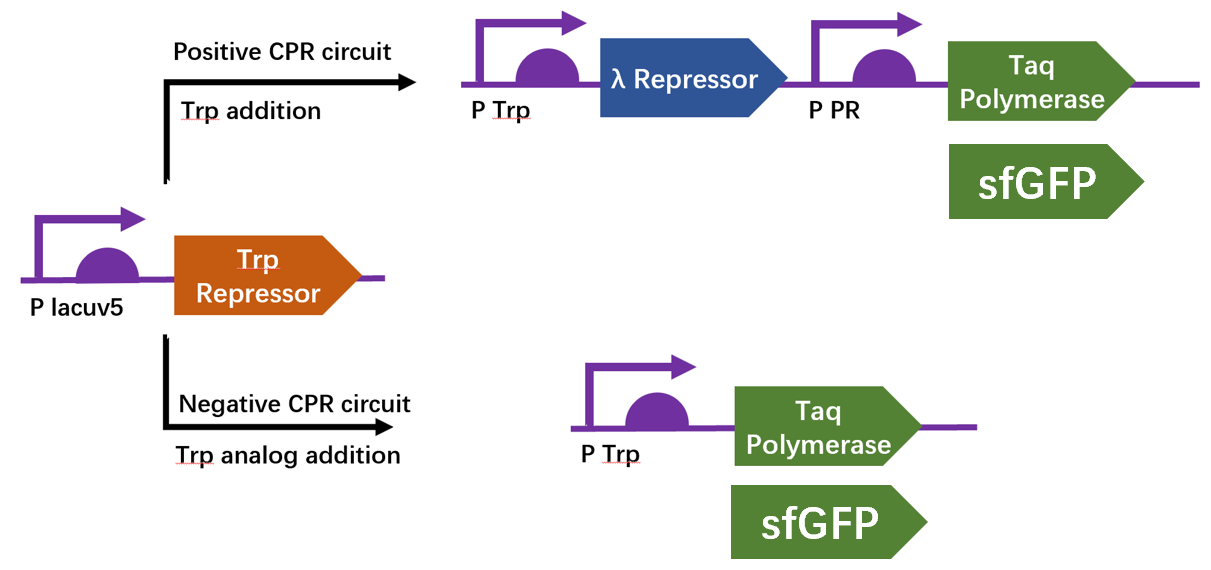 Positive CPR circuit
Trp addition
P Trp
λ Repressor
P PR
Taq
Polymerase
sfGFP
P lacuv5
Trp
Repressor
Negative CPR circuit
Trp analog addition
P Trp
Taq
Polymerase
sfGFP